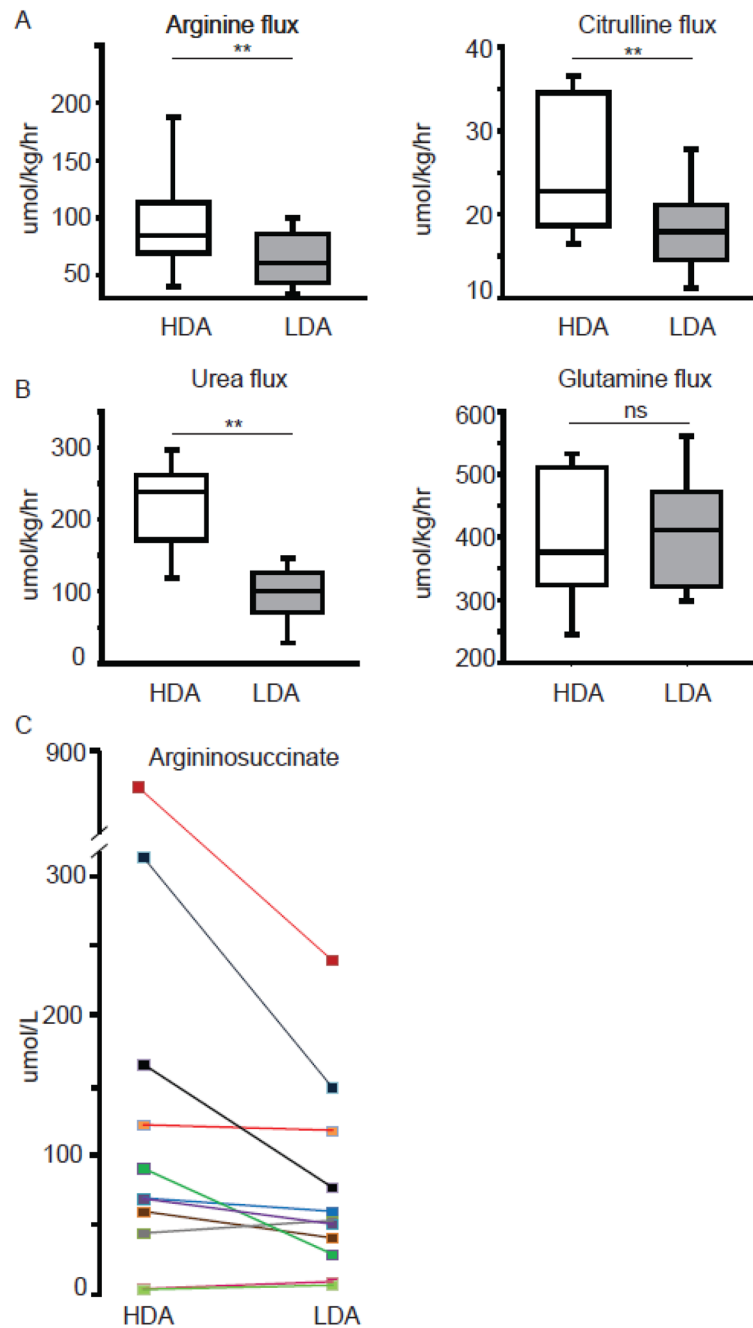 A
Arginine flux
**
umol/kg/hr
200
150
100
50
HDA
LDA
Citrulline flux
**
umol/kg/hr
40
30
20
10
HDA
LDA
B
Urea flux
**
umol/kg/hr
300
200
100
0
HDA
LDA
Glutamine flux
ns
umol/kg/hr
600
500
400
300
200
HDA
LDA
C
Argininosuccinate
umol/L
900
300
200
100
0
HDA
LDA